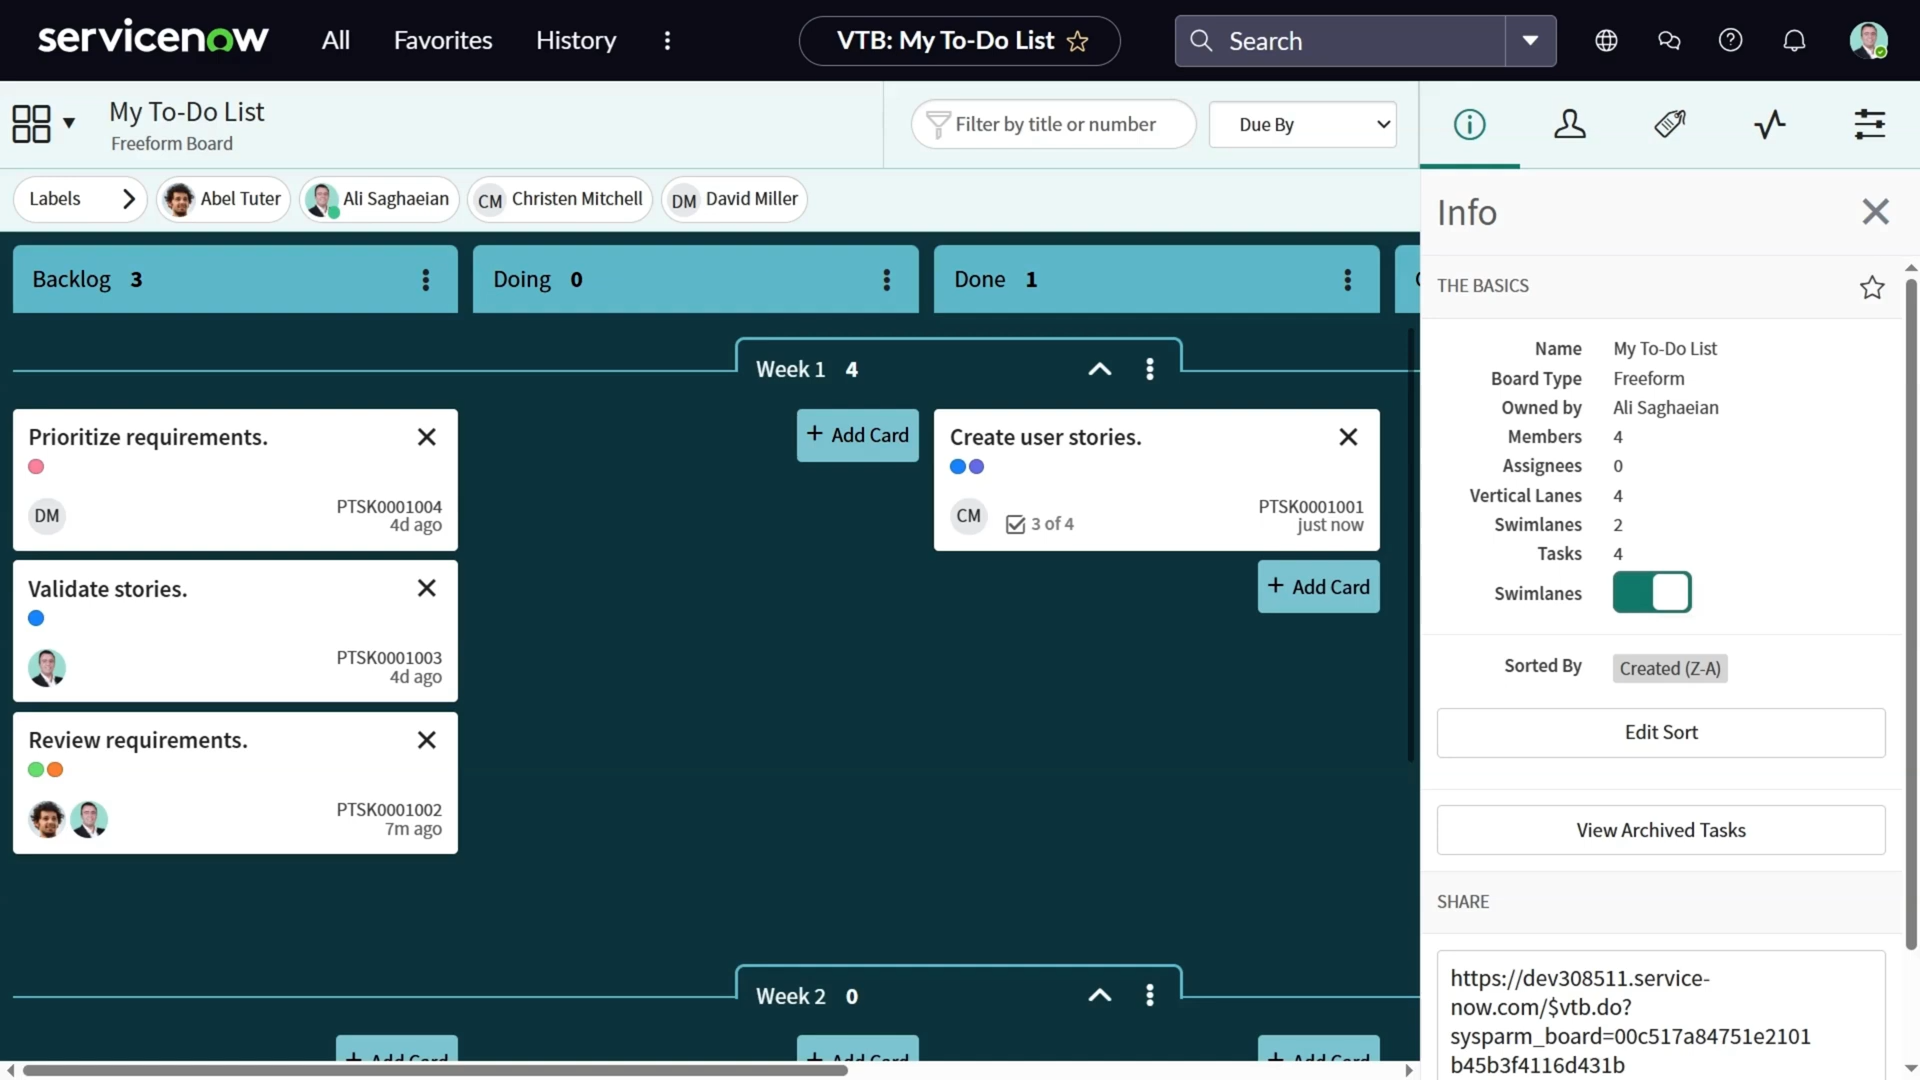 servicenow
All
Favorites
History
VTB: My To-Do List
Search
My To-Do List
Freeform Board
Filter by title or number
Due By
Labels
Abel Tuter
Ali Saghaeian
CM Christen Mitchell
DM David Miller
Backlog 3
Doing 0
Done 1
Week 1 4
Prioritize requirements.
DM
PTSK0001004
4d ago
+ Add Card
Create user stories.
CM
3 of 4
PTSK0001001
just now
+ Add Card
Validate stories.
PTSK0001003
4d ago
Review requirements.
PTSK0001002
7m ago
Week 2 0
+ Add Card
+ Add Card
+ Add Card
Info
THE BASICS
Name My To-Do List
Board Type Freeform
Owned by Ali Saghaeian
Members 4
Assignees 0
Vertical Lanes 4
Swimlanes 2
Tasks 4
Swimlanes
Sorted By Created (Z-A)
Edit Sort
View Archived Tasks
SHARE
https://dev308511.service-
now.com/$vtb.do?
sysparm_board=00c517a84751e2101
b45b3f4116d431b